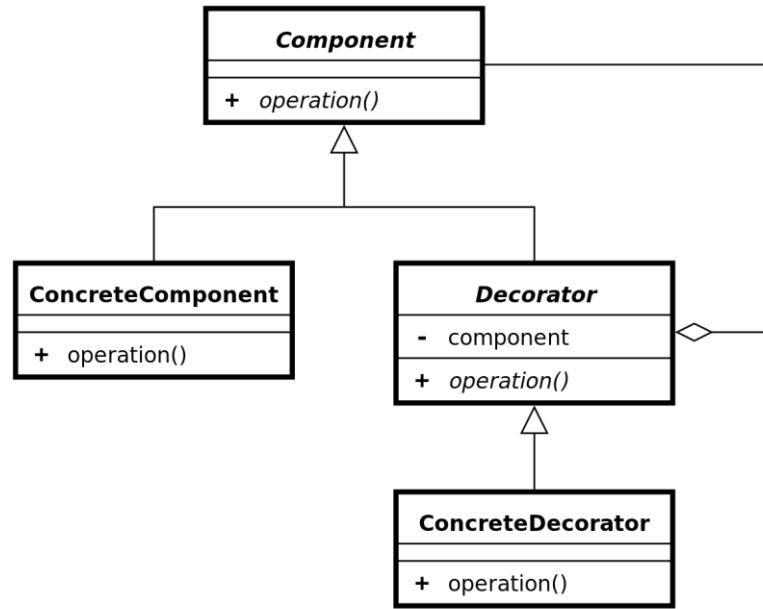 Component
+ operation()
ConcreteComponent
+ operation()
Decorator
- component
+ operation()
ConcreteDecorator
+ operation()